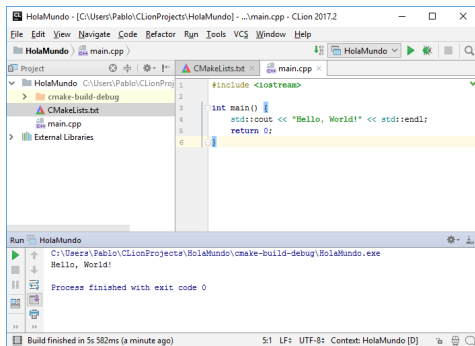 HolaMundo - [C:\Users\Pablo\CLionProjects\HolaMundo] - ...\main.cpp - CLion 2017.2
File Edit View Navigate Code Refactor Run Tools VCS Window Help
HolaMundo main.cpp HolaMundo
Project CMakeLists.txt main.cpp
HolaMundo C:\Users\Pablo\CLionProj
cmake-build-debug
CMakeLists.txt
main.cpp
External Libraries
1 #include <iostream>
2
3 int main() {
4 std::cout << "Hello, World!" << std::endl;
5 return 0;
6 }
Run HolaMundo
C:\Users\Pablo\CLionProjects\HolaMundo\cmake-build-debug\HolaMundo.exe
Hello, World!
Process finished with exit code 0
Build finished in 5s 582ms (a minute ago) 5:1 LF÷ UTF-8÷ Context: HolaMundo [D]